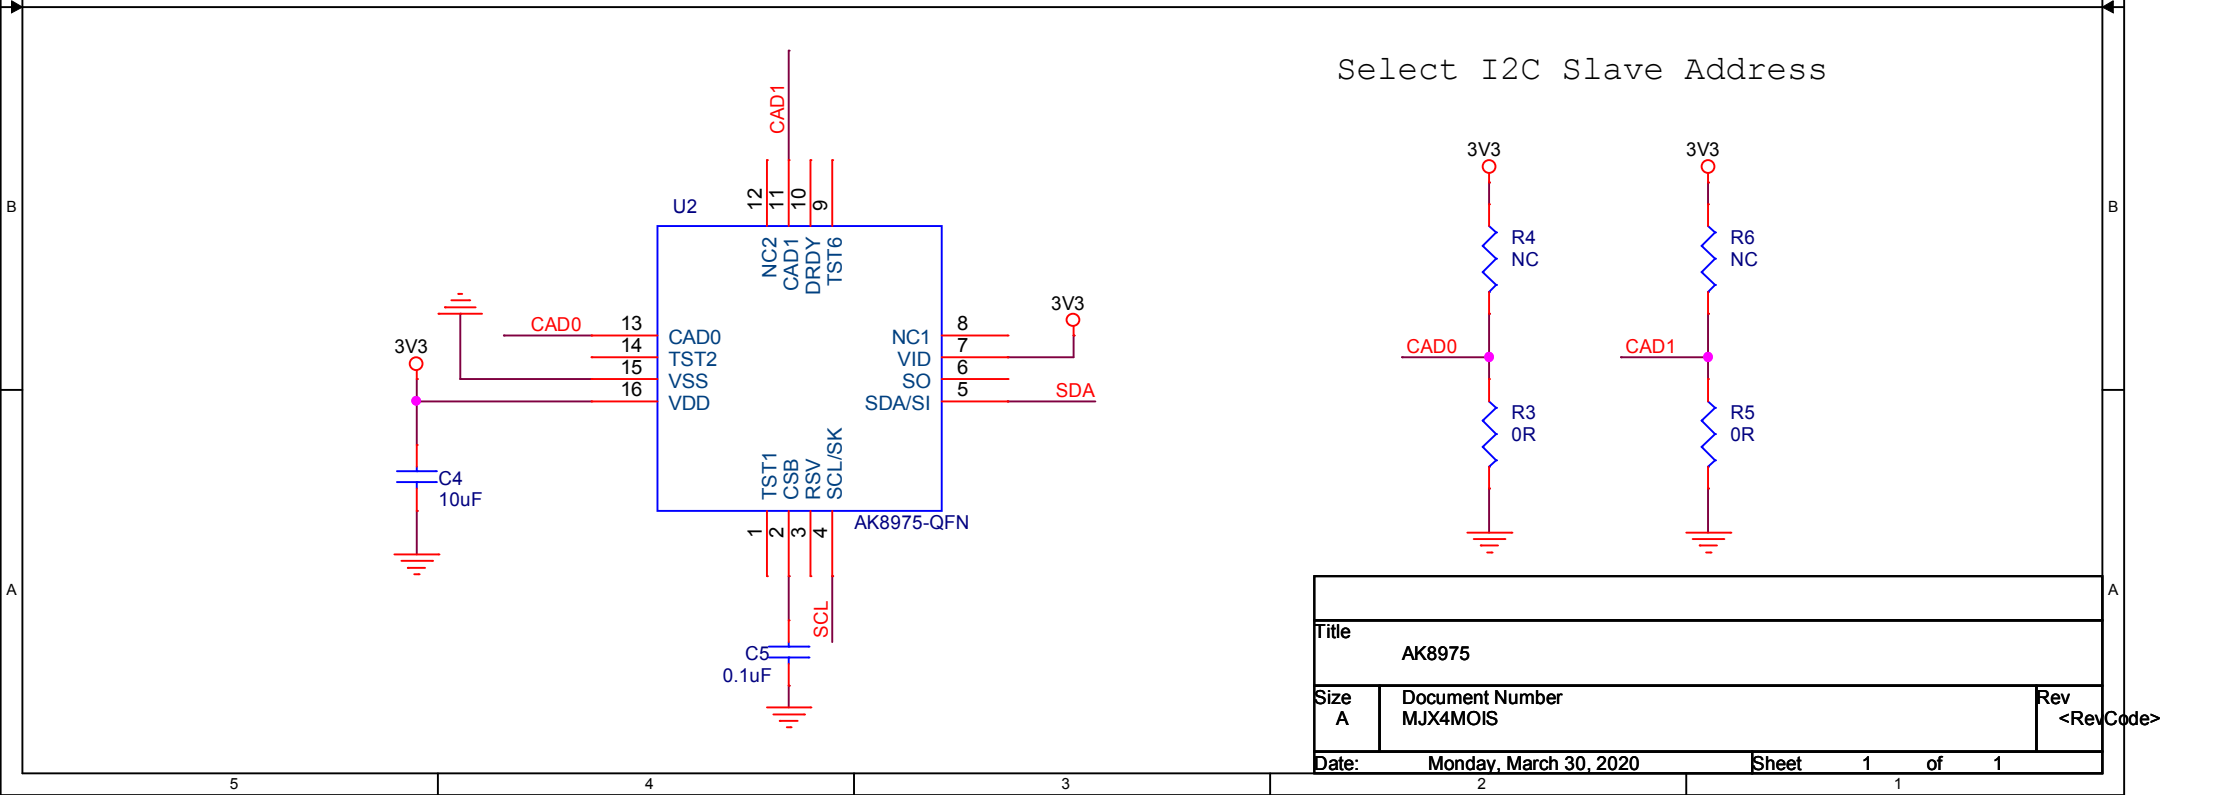 Select I2C Slave Address
CAD1
U2
12
11
10
9
NC2
CAD1
DRDY
TST6
CAD0
13
14
15
16
CAD0
TST2
VSS
VDD
3V3
C4
10uF
NC1
VID
SO
SDA/SI
8
7
6
5
3V3
SDA
TST1
CSB
RSV
SCL/SK
1
2
3
4
AK8975-QFN
SCL
C5
0.1uF
3V3
R4
NC
CAD0
R3
0R
3V3
R6
NC
CAD1
R5
0R
B
B
A
A
Title
AK8975
Size
A
Document Number
MJX4MOIS
Rev
<RevCode>
Date:
Monday, March 30, 2020
Sheet 1 of 1
5 4 3 2 1